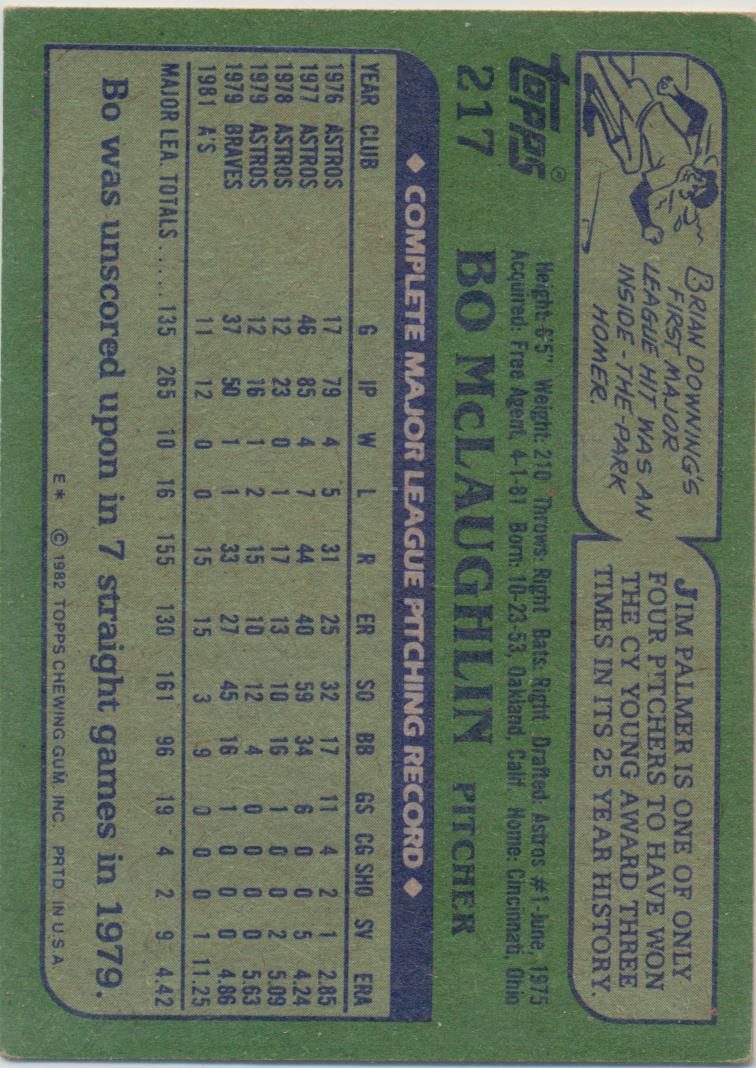 BRIAN DOWNING'S
FIRST MAJOR
LEAGUE HIT WAS AN
INSIDE-THE-PARK
HOMER.
JIM PALMER IS ONE OF ONLY
FOUR PITCHERS TO HAVE WON
THE CY YOUNG AWARD THREE
TIMES IN ITS 25 YEAR HISTORY.
topps®
217
Height: 6'5" Weight: 210 Throws: Right Bats: Right Drafted: Astros #1-June, 1975
Acquired: Free Agent, 4-1-81 Born: 10-23-53, Oakland, Calif. Home: Cincinnati, Ohio
BO McLAUGHLIN PITCHER
◆ COMPLETE MAJOR LEAGUE PITCHING RECORD ◆
YEAR CLUB G IP W L R ER SO BB GS CG SHO SV ERA
1976 ASTROS 17 79 4 5 31 25 32 17 11 4 2 1 2.85
1977 ASTROS 46 85 4 7 44 40 59 34 6 0 0 5 4.24
1978 ASTROS 12 23 0 1 17 13 10 16 1 0 0 2 5.09
1979 ASTROS 12 16 1 2 15 10 12 4 0 0 0 0 5.63
1979 BRAVES 37 50 1 1 33 27 45 16 1 0 0 0 4.86
1981 A'S 11 12 0 0 15 15 3 9 0 0 0 1 11.25
MAJOR LEA. TOTALS..... 135 265 10 16 155 130 161 96 19 4 2 9 4.42
Bo was unscored upon in 7 straight games in 1979.
E* © 1982 TOPPS CHEWING GUM, INC. PRTD. IN U.S.A.